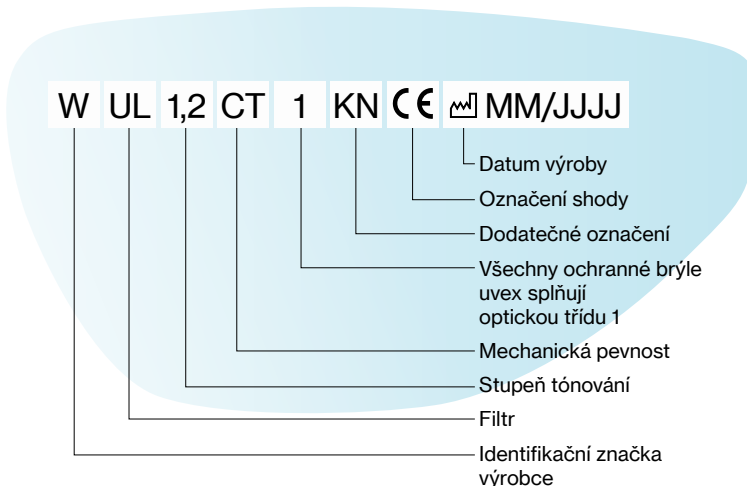 W UL 1,2 CT 1 KN CE MM/JJJJ
Datum výroby
Označení shody
Dodatečné označení
Všechny ochranné brýle
uvex splňují
optickou třídu 1
Mechanická pevnost
Stupeň tónování
Filtr
Identifikační značka
výrobce